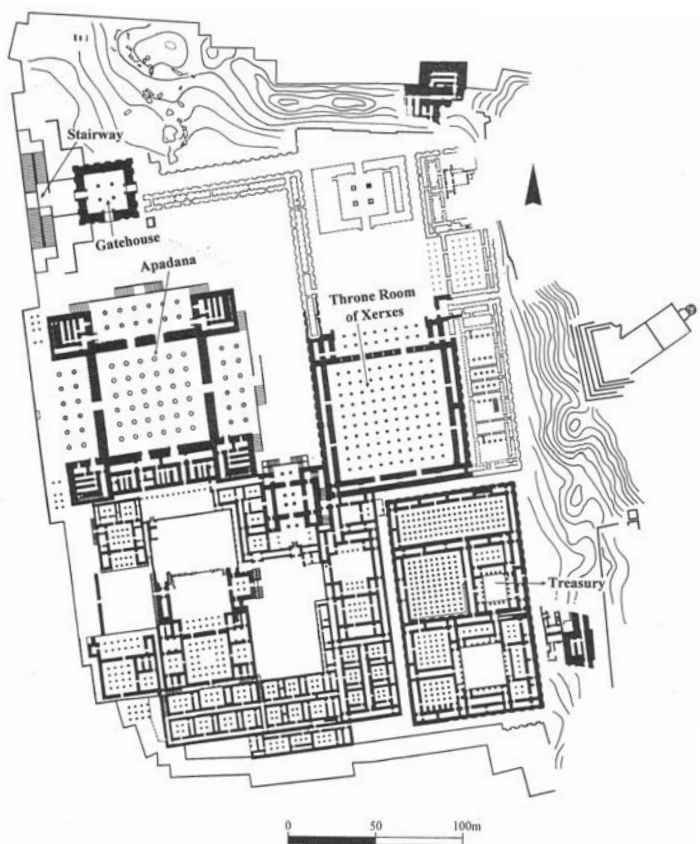 Stairway
Gatehouse
Apadana
Throne Room
of Xerxes
Treasury
0 50 100m